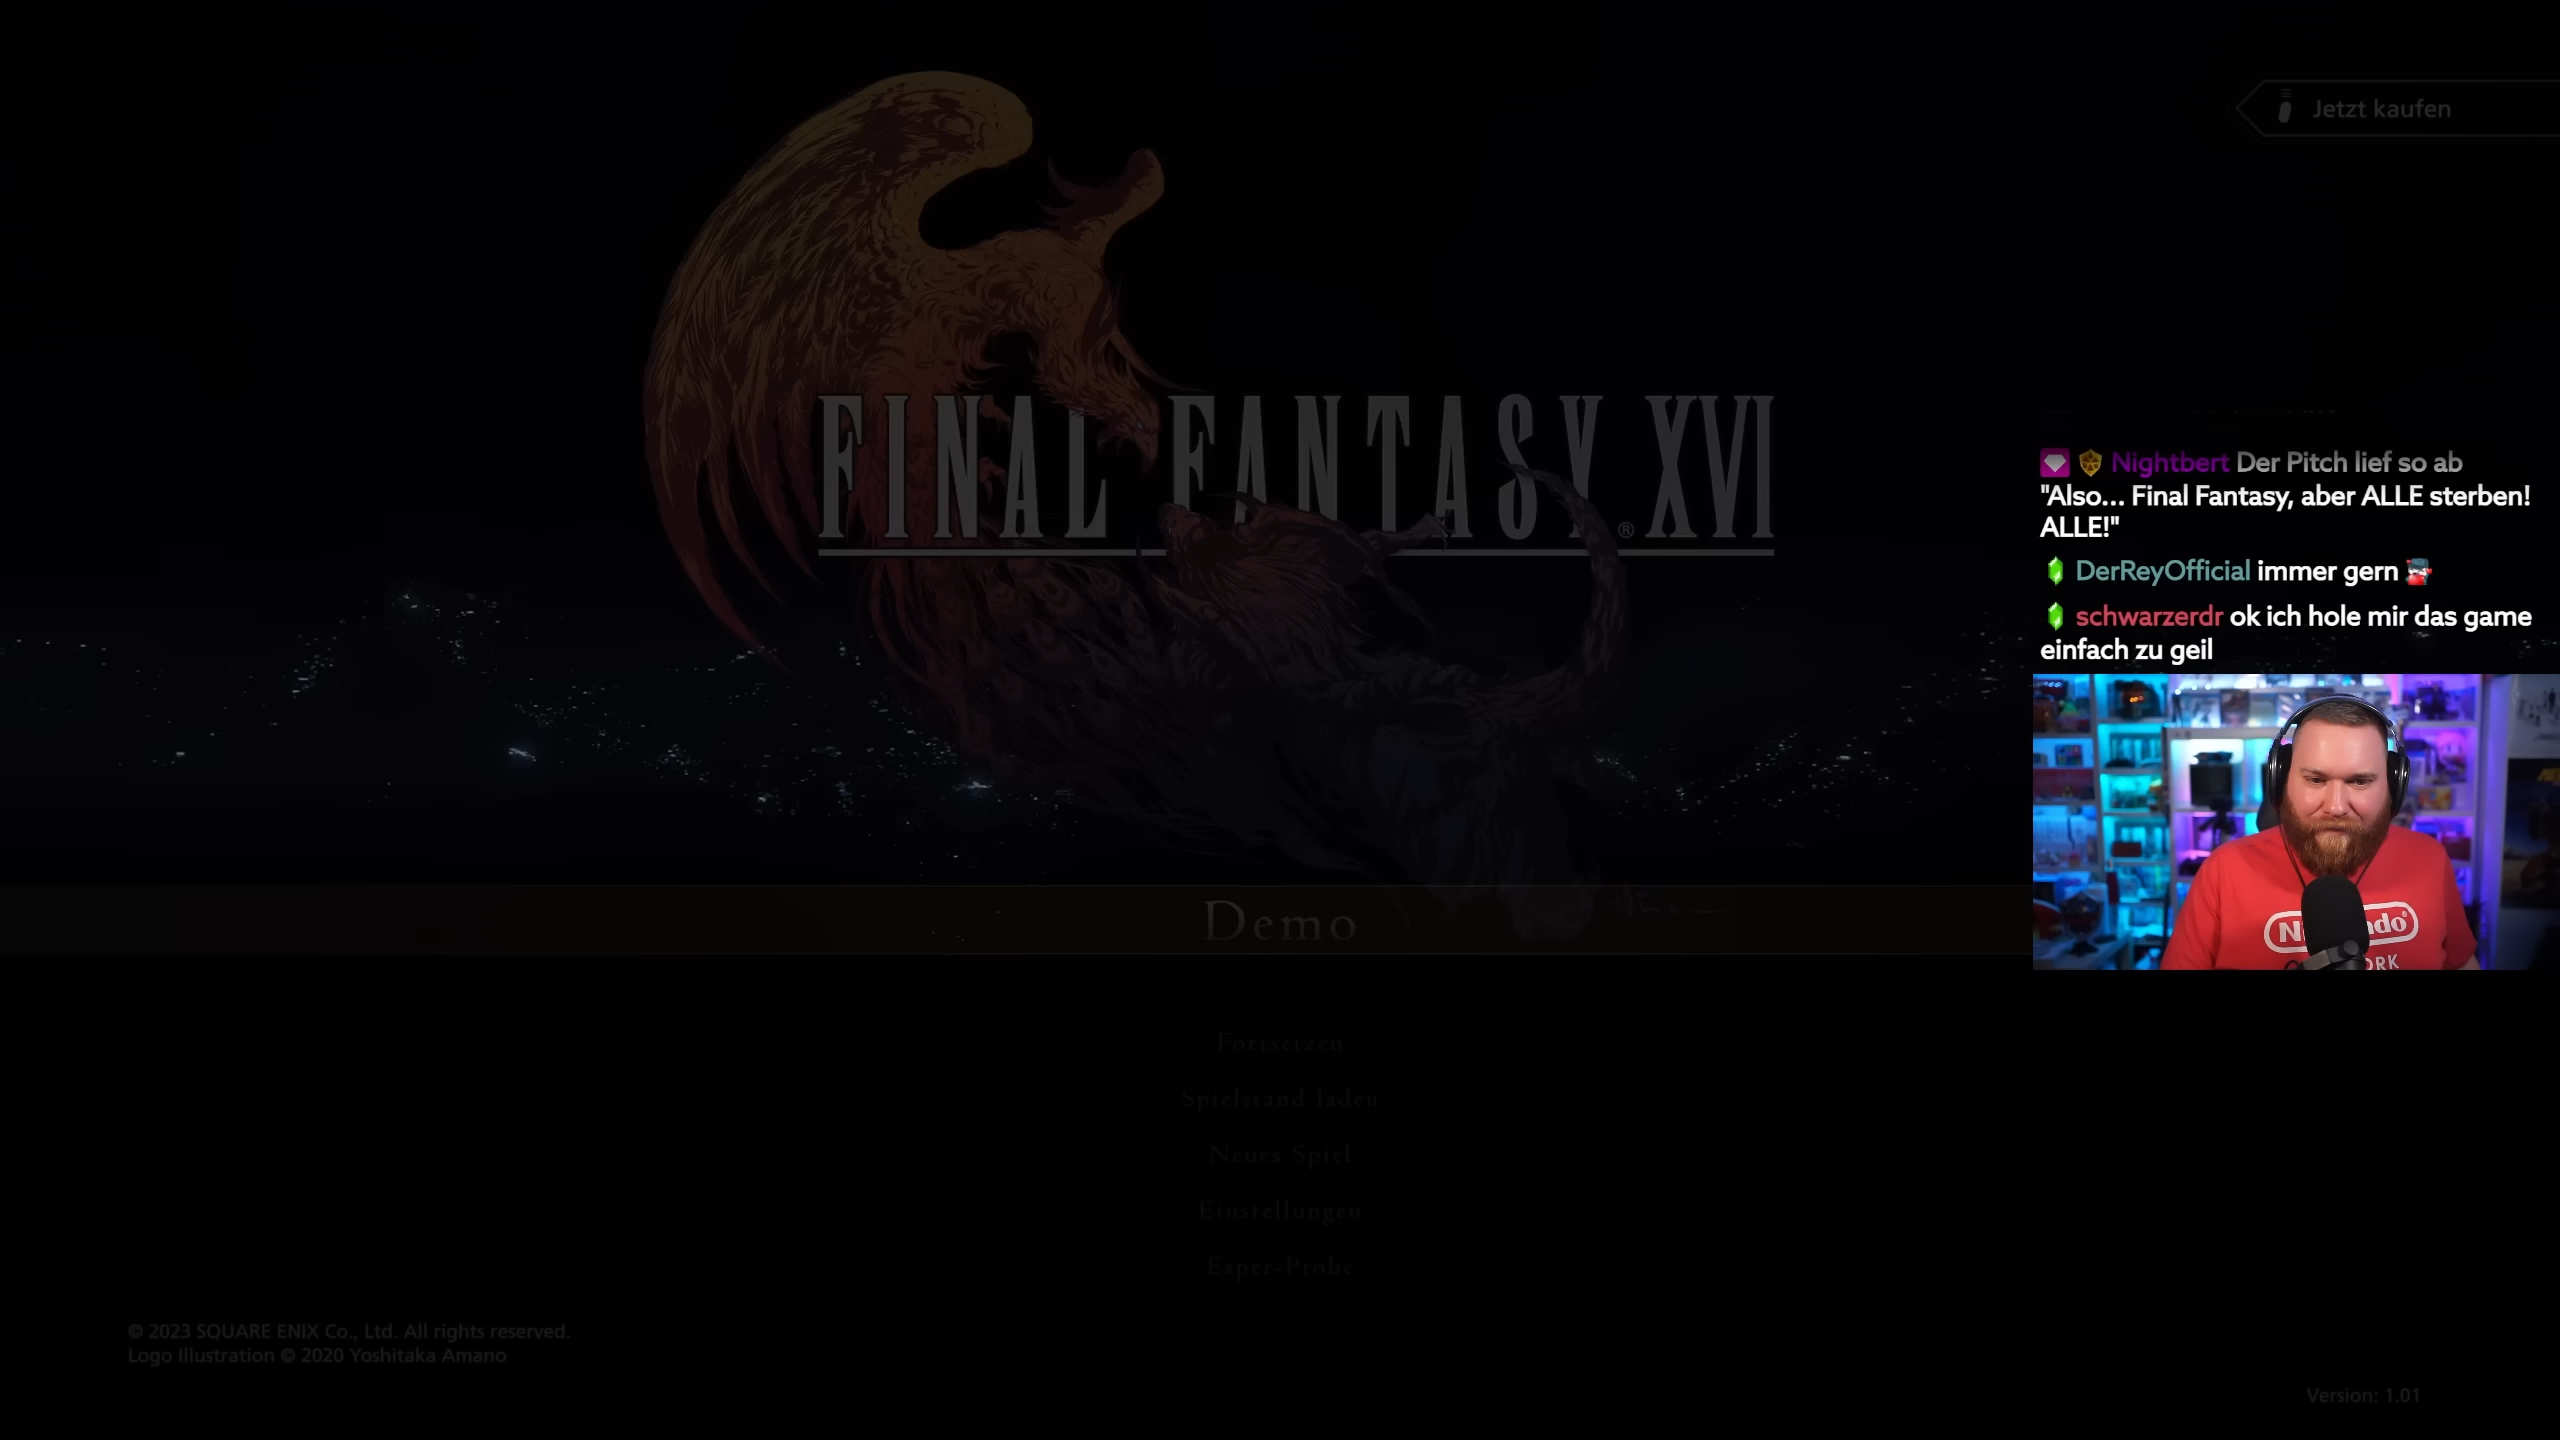 Jetzt kaufen
FINAL FANTASY® XVI
Nightbert Der Pitch lief so ab
"Also... Final Fantasy, aber ALLE sterben!
ALLE!"
DerReyOfficial immer gern
schwarzerdr ok ich hole mir das game
einfach zu geil
Demo
Fortsetzen
Spielstand laden
Neues Spiel
Einstellungen
Esper-Probe
© 2023 SQUARE ENIX Co., Ltd. All rights reserved.
Logo Illustration © 2020 Yoshitaka Amano
Version: 1.01